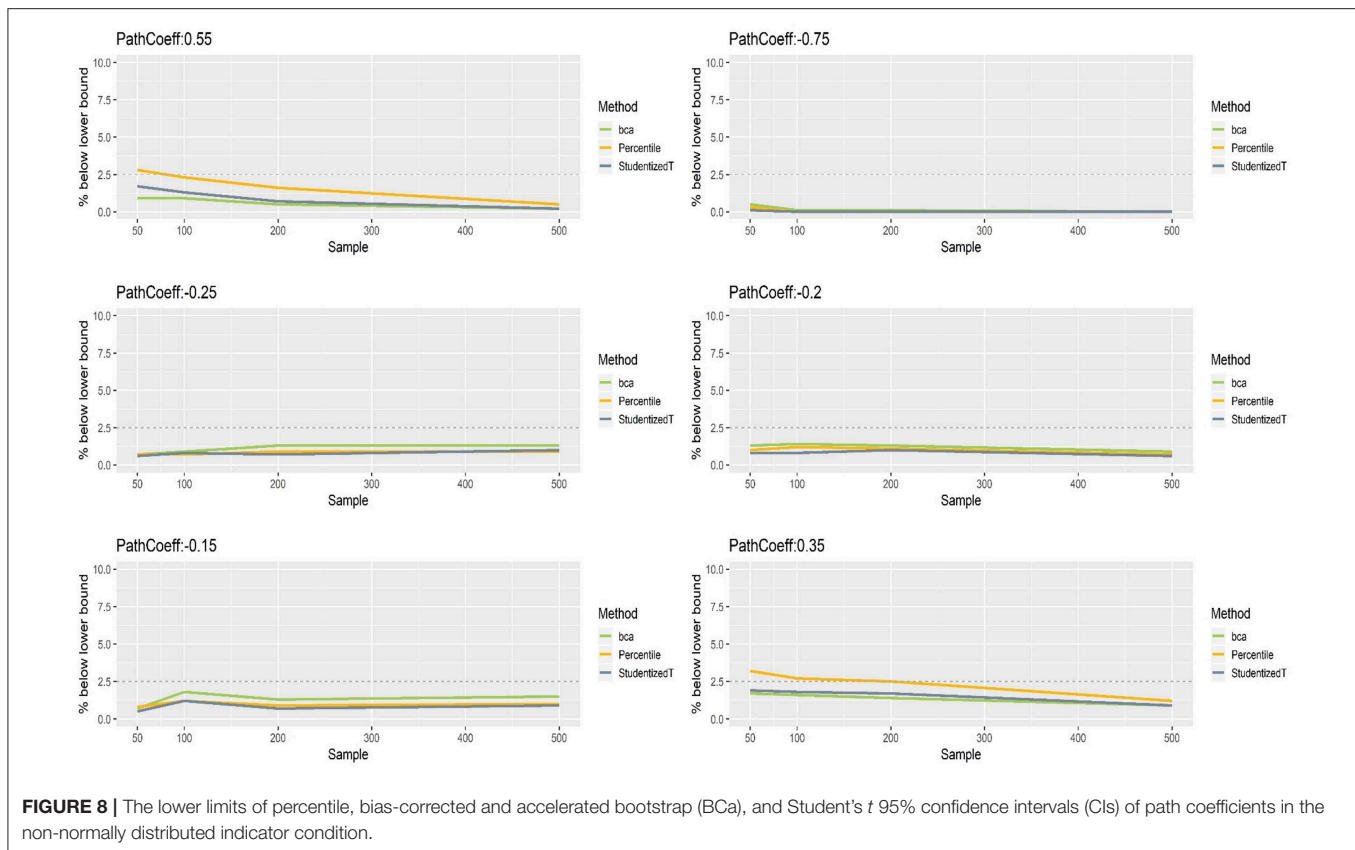 PathCoeff:0.55
% below lower bound
10.0
7.5
5.0
2.5
0.0
50
100
200
300
400
500
Sample
Method
bca
Percentile
StudentizedT
PathCoeff:-0.75
% below lower bound
10.0
7.5
5.0
2.5
0.0
50
100
200
300
400
500
Sample
Method
bca
Percentile
StudentizedT
PathCoeff:-0.25
% below lower bound
10.0
7.5
5.0
2.5
0.0
50
100
200
300
400
500
Sample
Method
bca
Percentile
StudentizedT
PathCoeff:-0.2
% below lower bound
10.0
7.5
5.0
2.5
0.0
50
100
200
300
400
500
Sample
Method
bca
Percentile
StudentizedT
PathCoeff:-0.15
% below lower bound
10.0
7.5
5.0
2.5
0.0
50
100
200
300
400
500
Sample
Method
bca
Percentile
StudentizedT
PathCoeff:0.35
% below lower bound
10.0
7.5
5.0
2.5
0.0
50
100
200
300
400
500
Sample
Method
bca
Percentile
StudentizedT
FIGURE 8 | The lower limits of percentile, bias-corrected and accelerated bootstrap (BCa), and Student's t 95% confidence intervals (CIs) of path coefficients in the
non-normally distributed indicator condition.